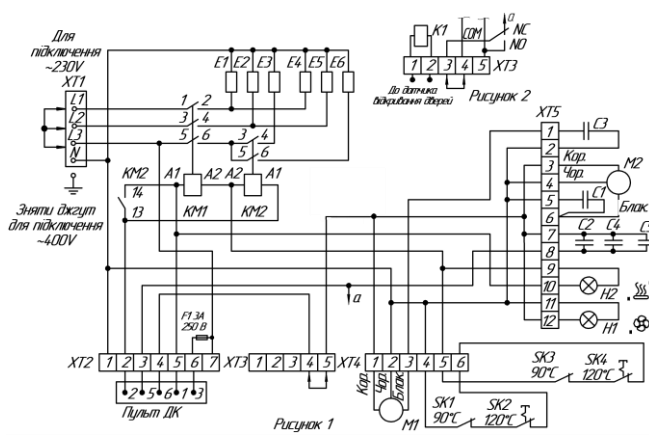 Для
підключення
~230V
XT1
L1
L2
L3
N
Зняти джгут
для підключення
~400V
E1 E2 E3 E4 E5 E6
1 2
3 4
5 6
3 4
5 6
KM2 A1 A2 A2 A1
14
13
KM1 KM2
K1 COM a
NC
NO
1 2 3 4 5 XT3
До датчика
відкривання дверей
Рисунок 2
XT5
1
2
3
4
5
6
7
8
9
10
11
12
C3
Кор.
Чор.
M2
C1
Блак.
C2 C4
H2
H1
a
F1 3A
250 В
XT2 1 2 3 4 5 6 7
XT3 1 2 3 4 5
XT4 1 2 3 4 5 6
2 5 6 1 3
Пульт ДК
Рисунок 1
Кор.
Чор.
Блак.
M1
SK1
90°C
SK2
120°C
SK3
90°C
SK4
120°C